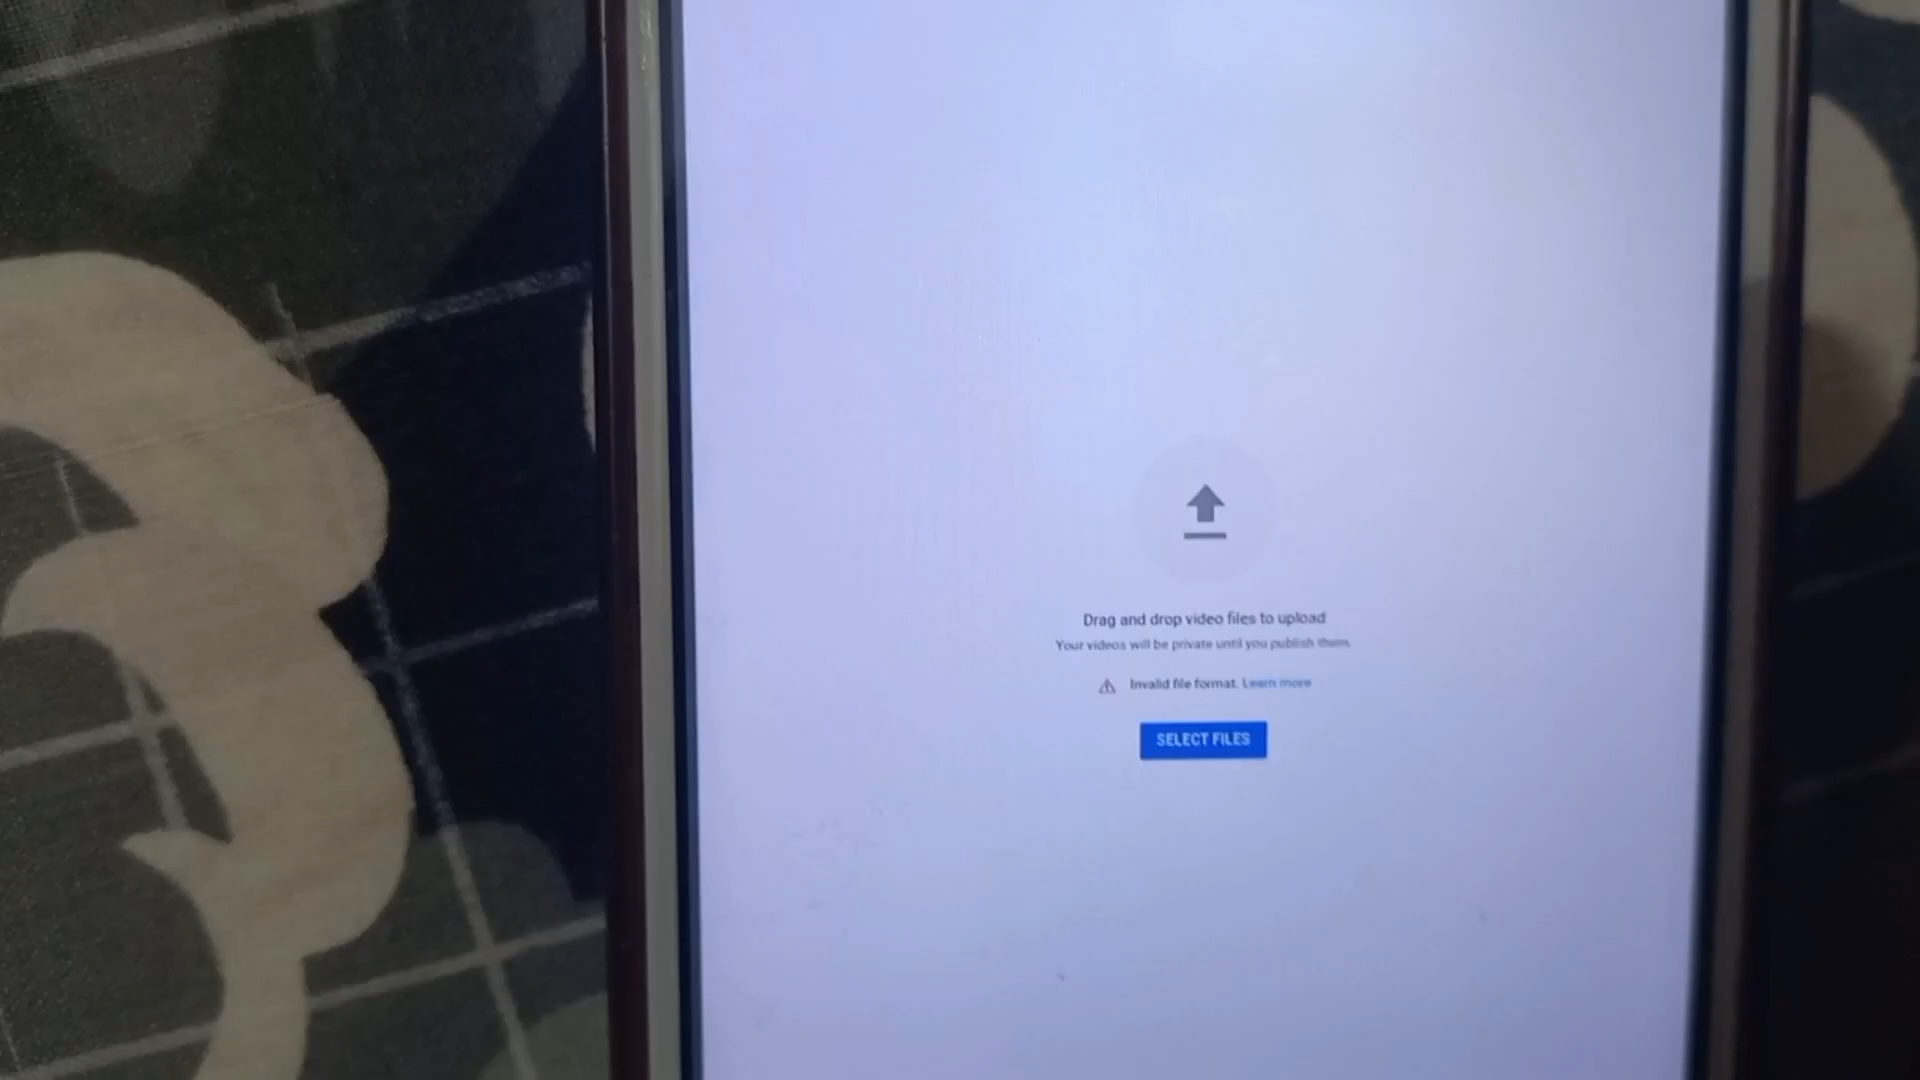 Drag and drop video files to upload
Your videos will be private until you publish them.
Invalid file format. Learn more
SELECT FILES